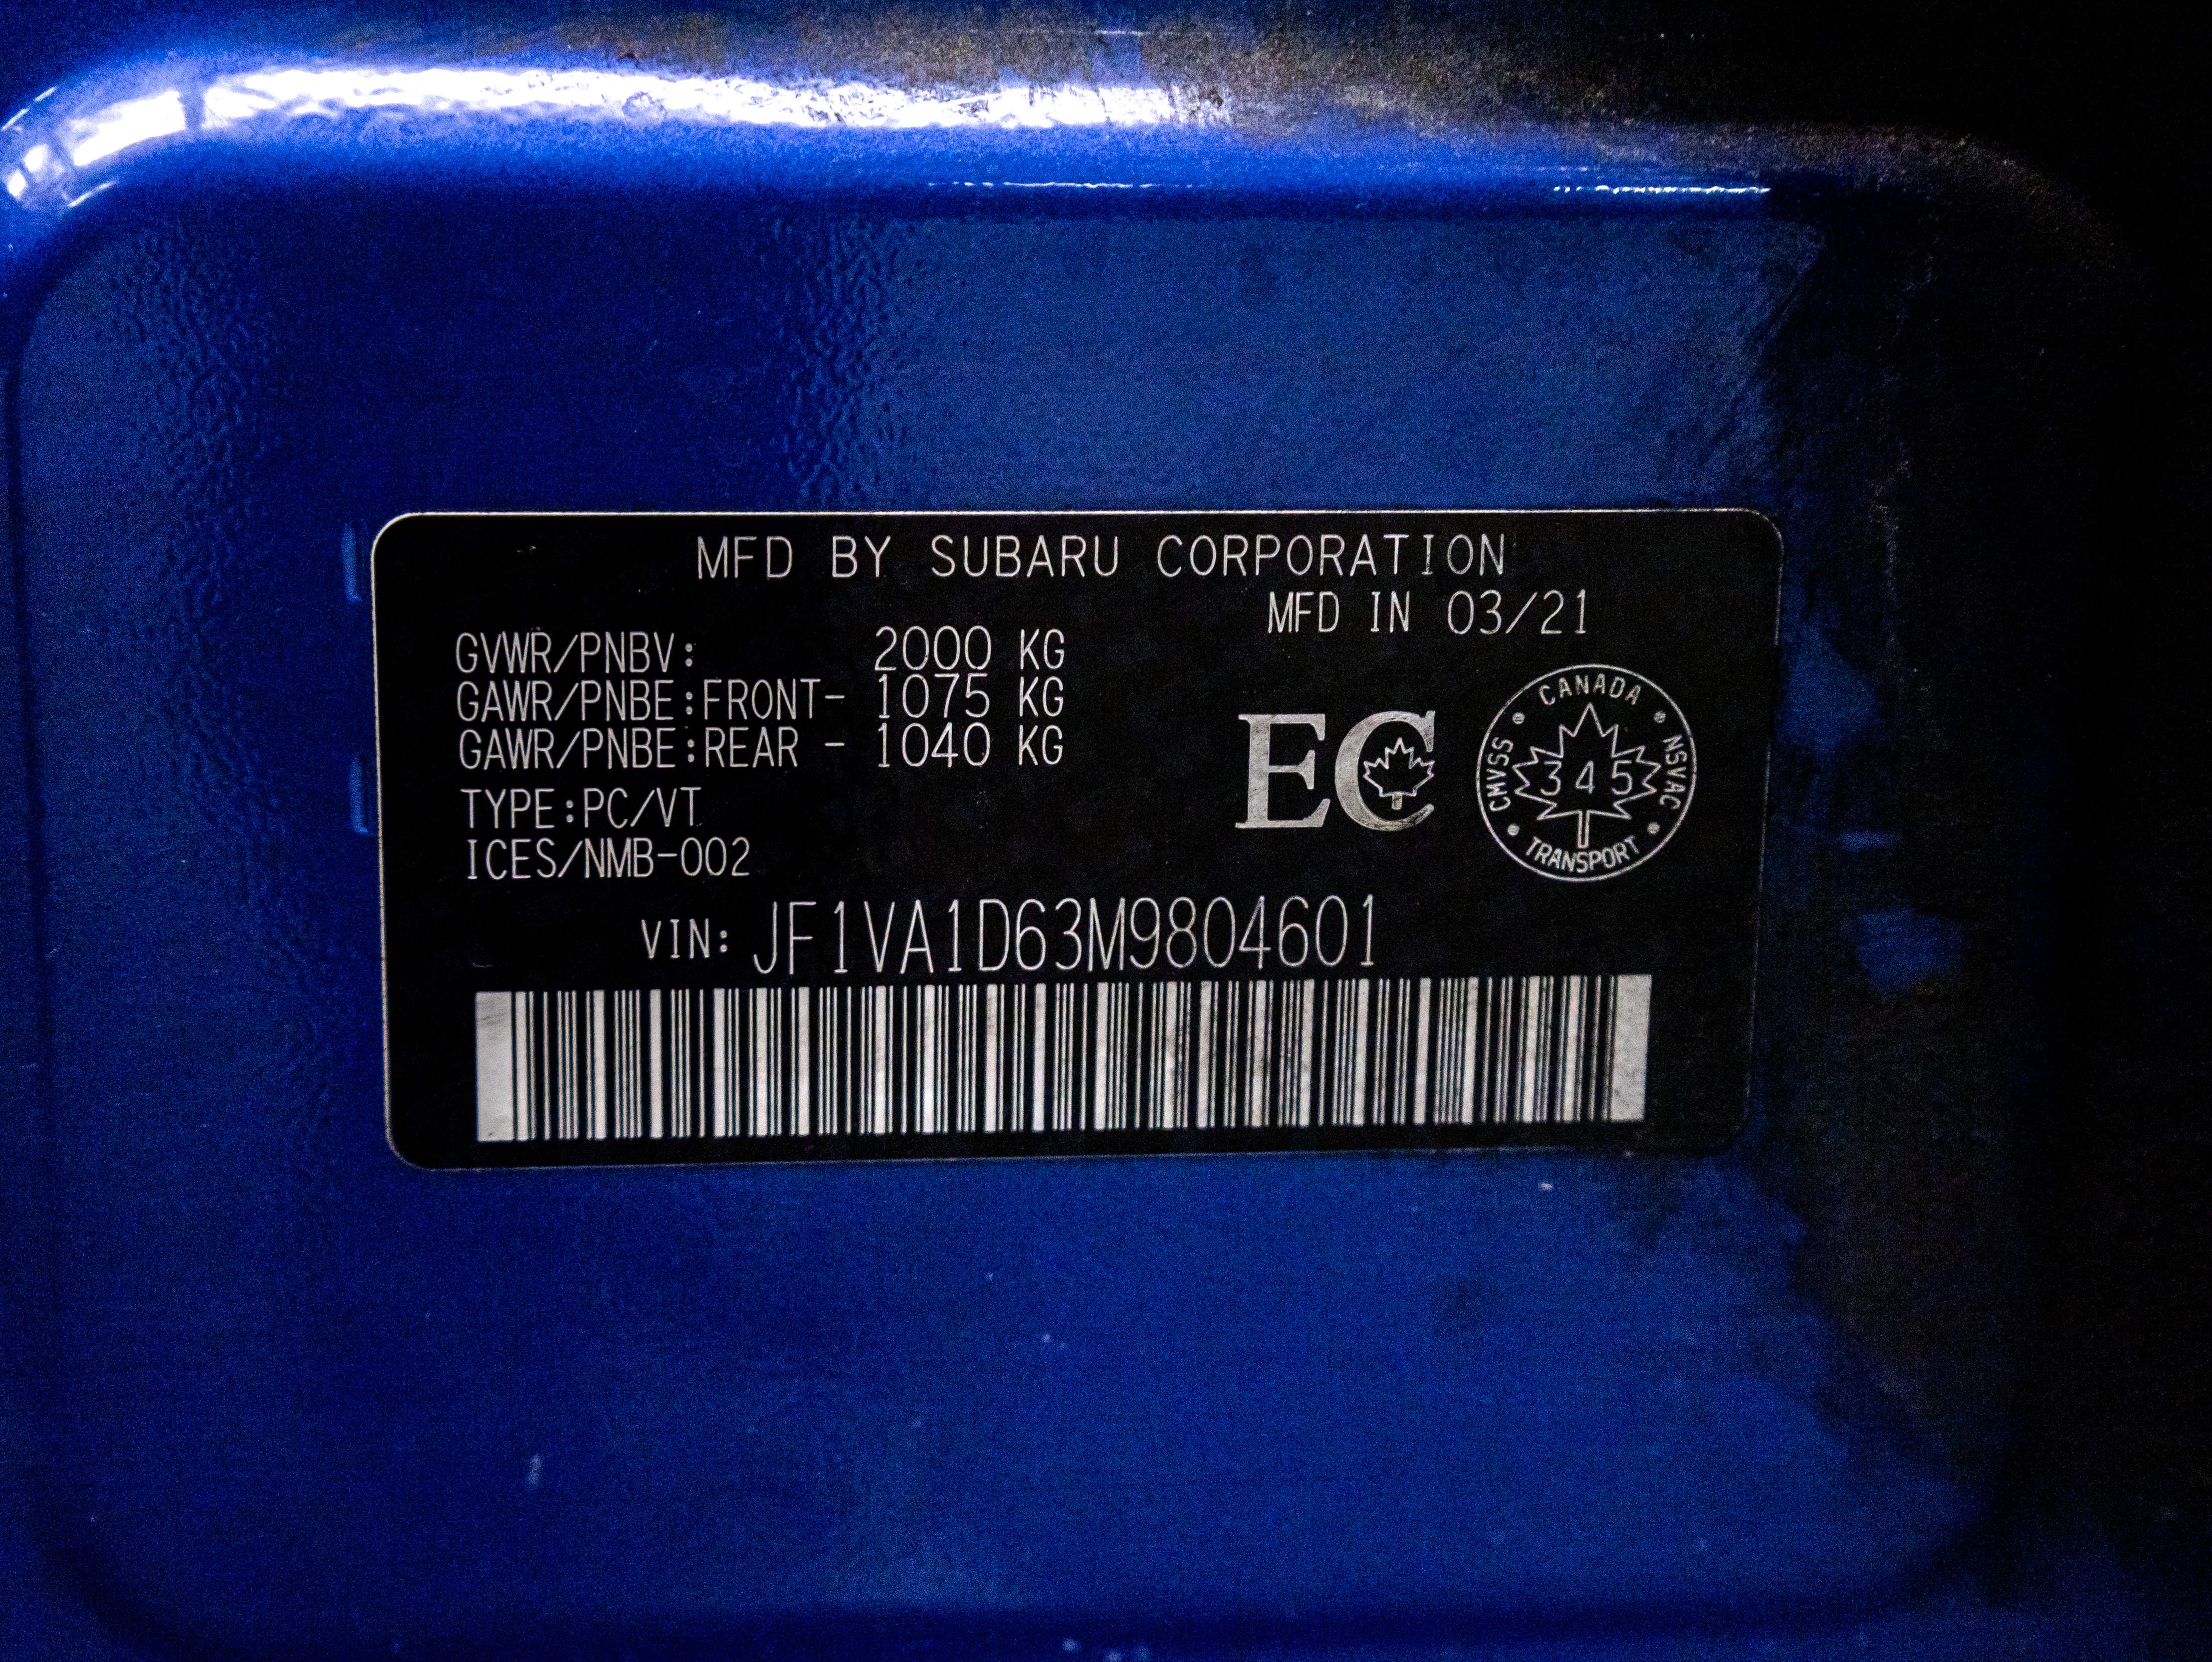 MFD BY SUBARU CORPORATION
MFD IN 03/21
GVWR/PNBV: 2000 KG
GAWR/PNBE:FRONT- 1075 KG
GAWR/PNBE:REAR - 1040 KG
TYPE:PC/VT
ICES/NMB-002
EC
CANADA
CMVSS
345
NSVAC
TRANSPORT
VIN: JF1VA1D63M9804601